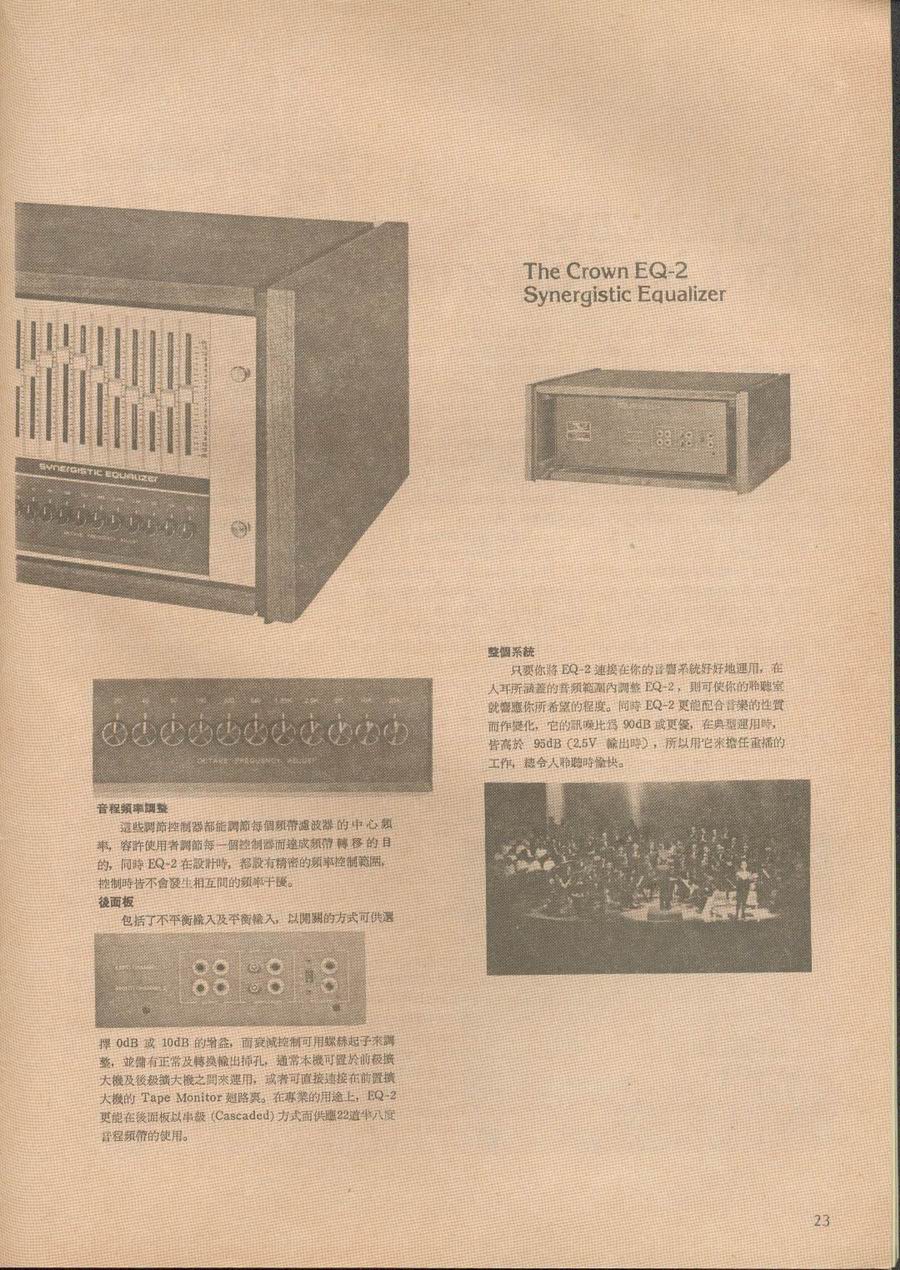 The Crown EQ-2
Synergistic Equalizer
SYNERGISTIC EQUALIZER
OCTAVE FREQUENCY ADJUST
音程頻率調整
這些調節控制器都能調節每個頻帶濾波器的中心頻
率，容許使用者調節每一個控制器而達成頻帶轉移的目
的，同時 EQ-2 在設計時，都設有精密的頻率控制範圍，
控制時皆不會發生相互間的頻率干擾。
後面板
包括了不平衡輸入及平衡輸入，以開關的方式可供選
擇 0dB 或 10dB 的增益，而衰減控制可用螺絲起子來調
整，並備有正常及轉換輸出揷孔，通常本機可置於前級擴
大機及後級擴大機之間來運用，或者可直接連接在前置擴
大機的 Tape Monitor 廻路裏。在專業的用途上，EQ-2
更能在後面板以串級 (Cascaded) 方式而供應22道半八度
音程頻帶的使用。
整個系統
只要你將 EQ-2 連接在你的音響系統好好地運用，在
人耳所涵蓋的音頻範圍內調整 EQ-2，則可使你的聆聽室
就響應你所希望的程度。同時 EQ-2 更能配合音樂的性質
而作變化，它的訊噪比爲 90dB 或更優，在典型運用時，
皆高於 95dB（2.5V 輸出時），所以用它來擔任重播的
工作，總令人聆聽時愉快。
23